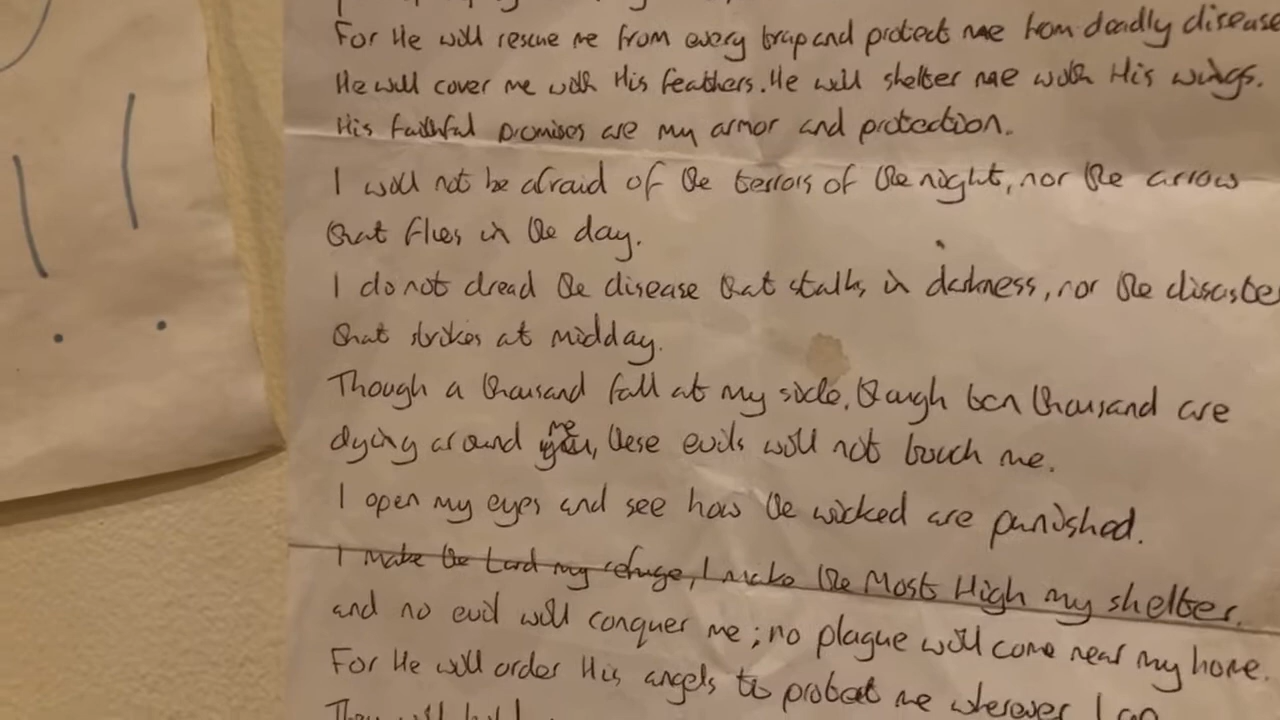 For He will rescue me from every trap and protect me from deadly disease
He will cover me with His feathers. He will shelter me with His wings.
His faithful promises are my armor and protection.
I will not be afraid of the terrors of the night, nor the arrow
that flies in the day.
I do not dread the disease that stalks in darkness, nor the disaste
that strikes at midday.
Though a thousand fall at my side, though ten thousand are
dying around me, these evils will not touch me.
I open my eyes and see how the wicked are punished.
I make the Lord my refuge, I make the Most High my shelter.
and no evil will conquer me; no plague will come near my home.
For He will order His angels to protect me wherever I go
They will hold